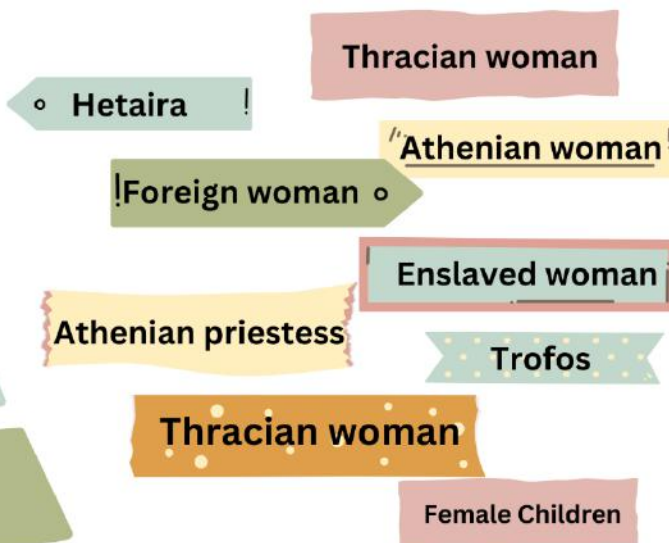 Thracian woman
Hetaira
Athenian woman
Foreign woman
Enslaved woman
Athenian priestess
Trofos
Thracian woman
Female Children